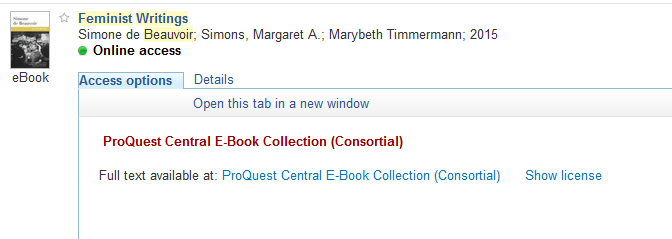 Feminist Writings
Simone de Beauvoir; Simons, Margaret A.; Marybeth Timmermann; 2015
Online access
Simone de
Beauvoir
eBook
Access options
Details
Open this tab in a new window
ProQuest Central E-Book Collection (Consortial)
Full text available at: ProQuest Central E-Book Collection (Consortial) Show license